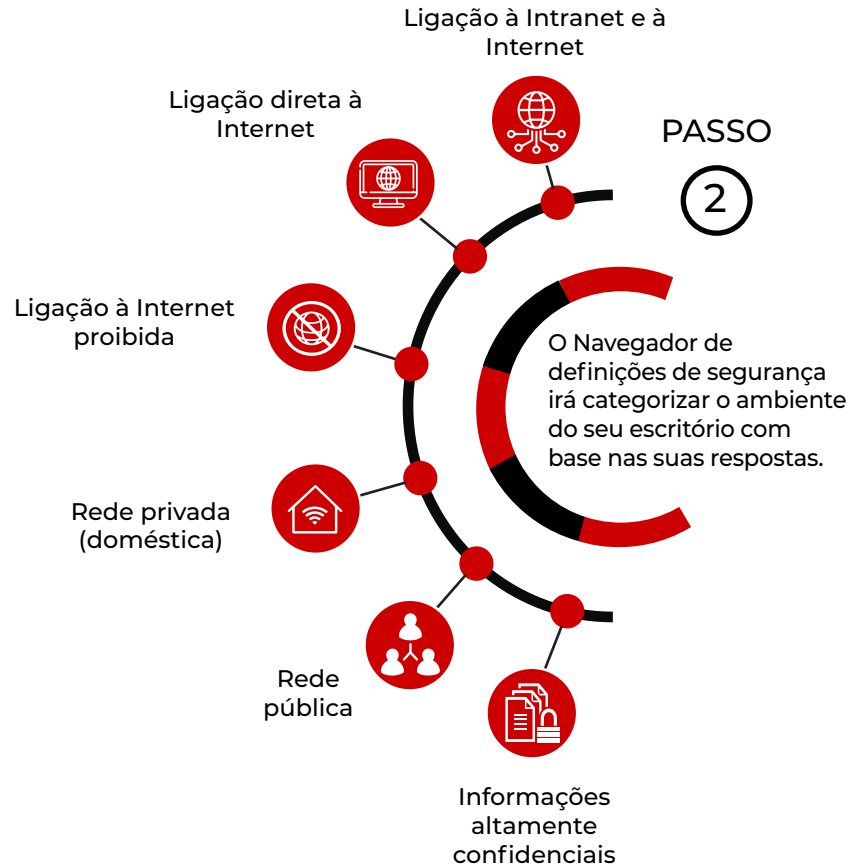 Ligação à Intranet e à
Internet
Ligação direta à
Internet
PASSO
2
Ligação à Internet
proibida
O Navegador de
definições de segurança
irá categorizar o ambiente
do seu escritório com
base nas suas respostas.
Rede privada
(doméstica)
Rede
pública
Informações
altamente
confidenciais